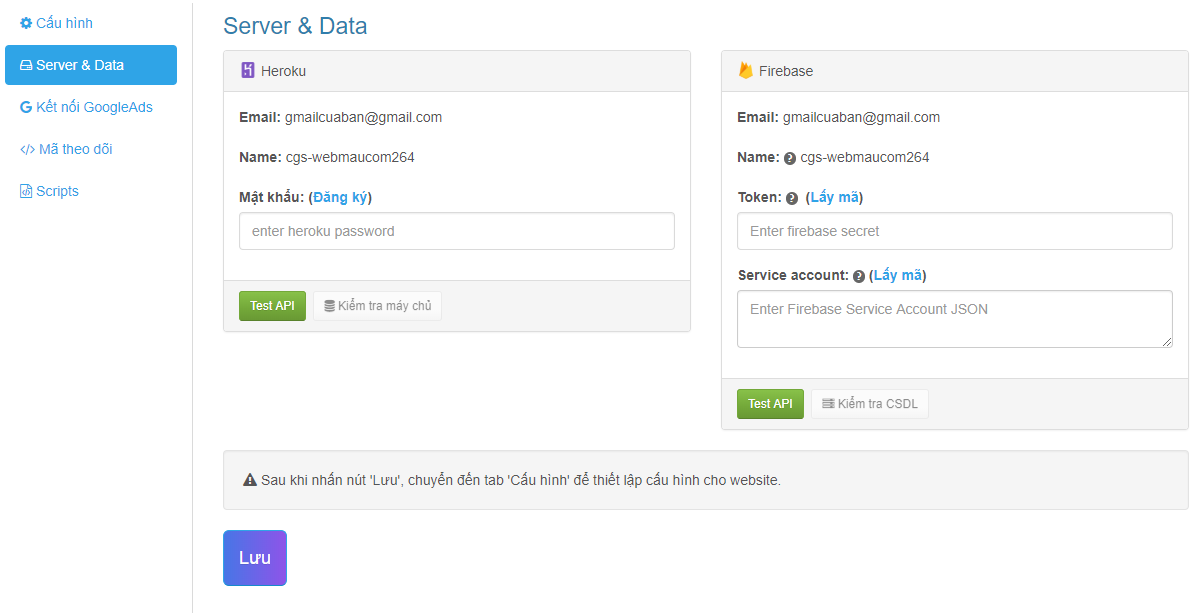 Cấu hình
Server & Data
Kết nối GoogleAds
Mã theo dõi
Scripts
Server & Data
Heroku
Email: gmailcuaban@gmail.com
Name: cgs-webmaucom264
Mật khẩu: (Đăng ký)
enter heroku password
Test API
Kiểm tra máy chủ
Firebase
Email: gmailcuaban@gmail.com
Name: cgs-webmaucom264
Token: (Lấy mã)
Enter firebase secret
Service account: (Lấy mã)
Enter Firebase Service Account JSON
Test API
Kiểm tra CSDL
Sau khi nhấn nút 'Lưu', chuyển đến tab 'Cấu hình' để thiết lập cấu hình cho website.
Lưu